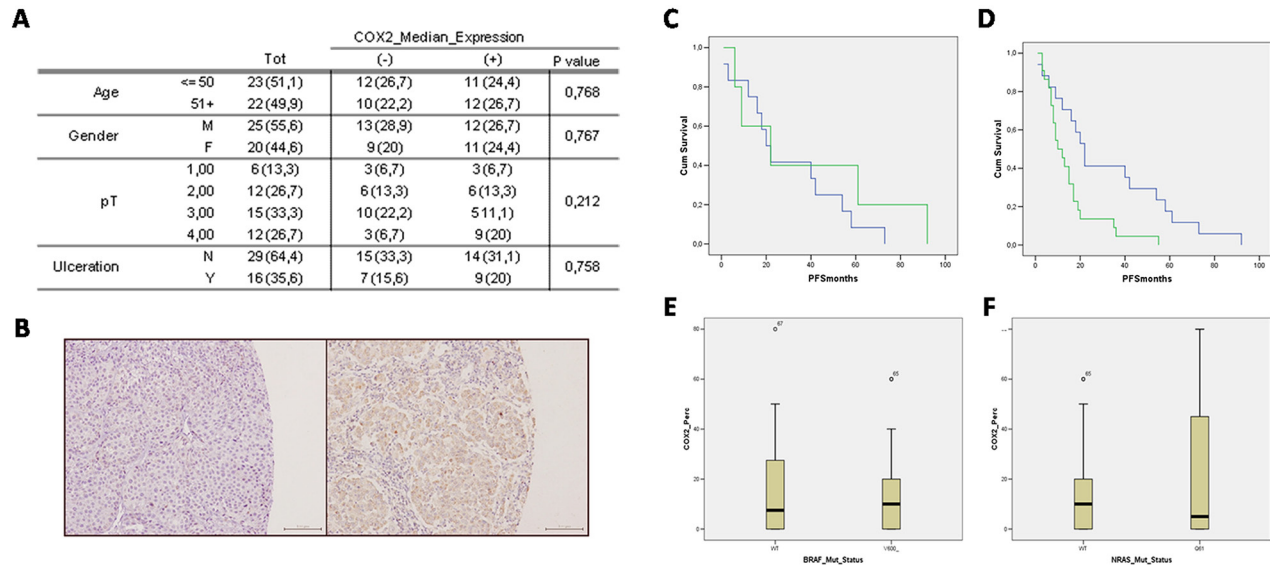 A
COX2_Median_Expression
Tot (-) (+) P value
Age <= 50 23 (51,1) 12 (26,7) 11 (24,4) 0,768
51+ 22 (49,9) 10 (22,2) 12 (26,7)
Gender M 25 (55,6) 13 (28,9) 12 (26,7) 0,767
F 20 (44,6) 9 (20) 11 (24,4)
pT 1,00 6 (13,3) 3 (6,7) 3 (6,7) 0,212
2,00 12 (26,7) 6 (13,3) 6 (13,3)
3,00 15 (33,3) 10 (22,2) 5 11,1)
4,00 12 (26,7) 3 (6,7) 9 (20)
Ulceration N 29 (64,4) 15 (33,3) 14 (31,1) 0,758
Y 16 (35,6) 7 (15,6) 9 (20)
B
C
Cum Survival
1,0
0,8
0,6
0,4
0,2
0,0
0 20 40 60 80 100
PFSmonths
D
Cum Survival
1,0
0,8
0,6
0,4
0,2
0,0
0 20 40 60 80 100
PFSmonths
E
COX2_Perc
80
60
40
20
0
67
65
WT V600_
BRAF_Mut_Status
F
COX2_Perc
60
40
20
0
65
WT Q61
NRAS_Mut_Status